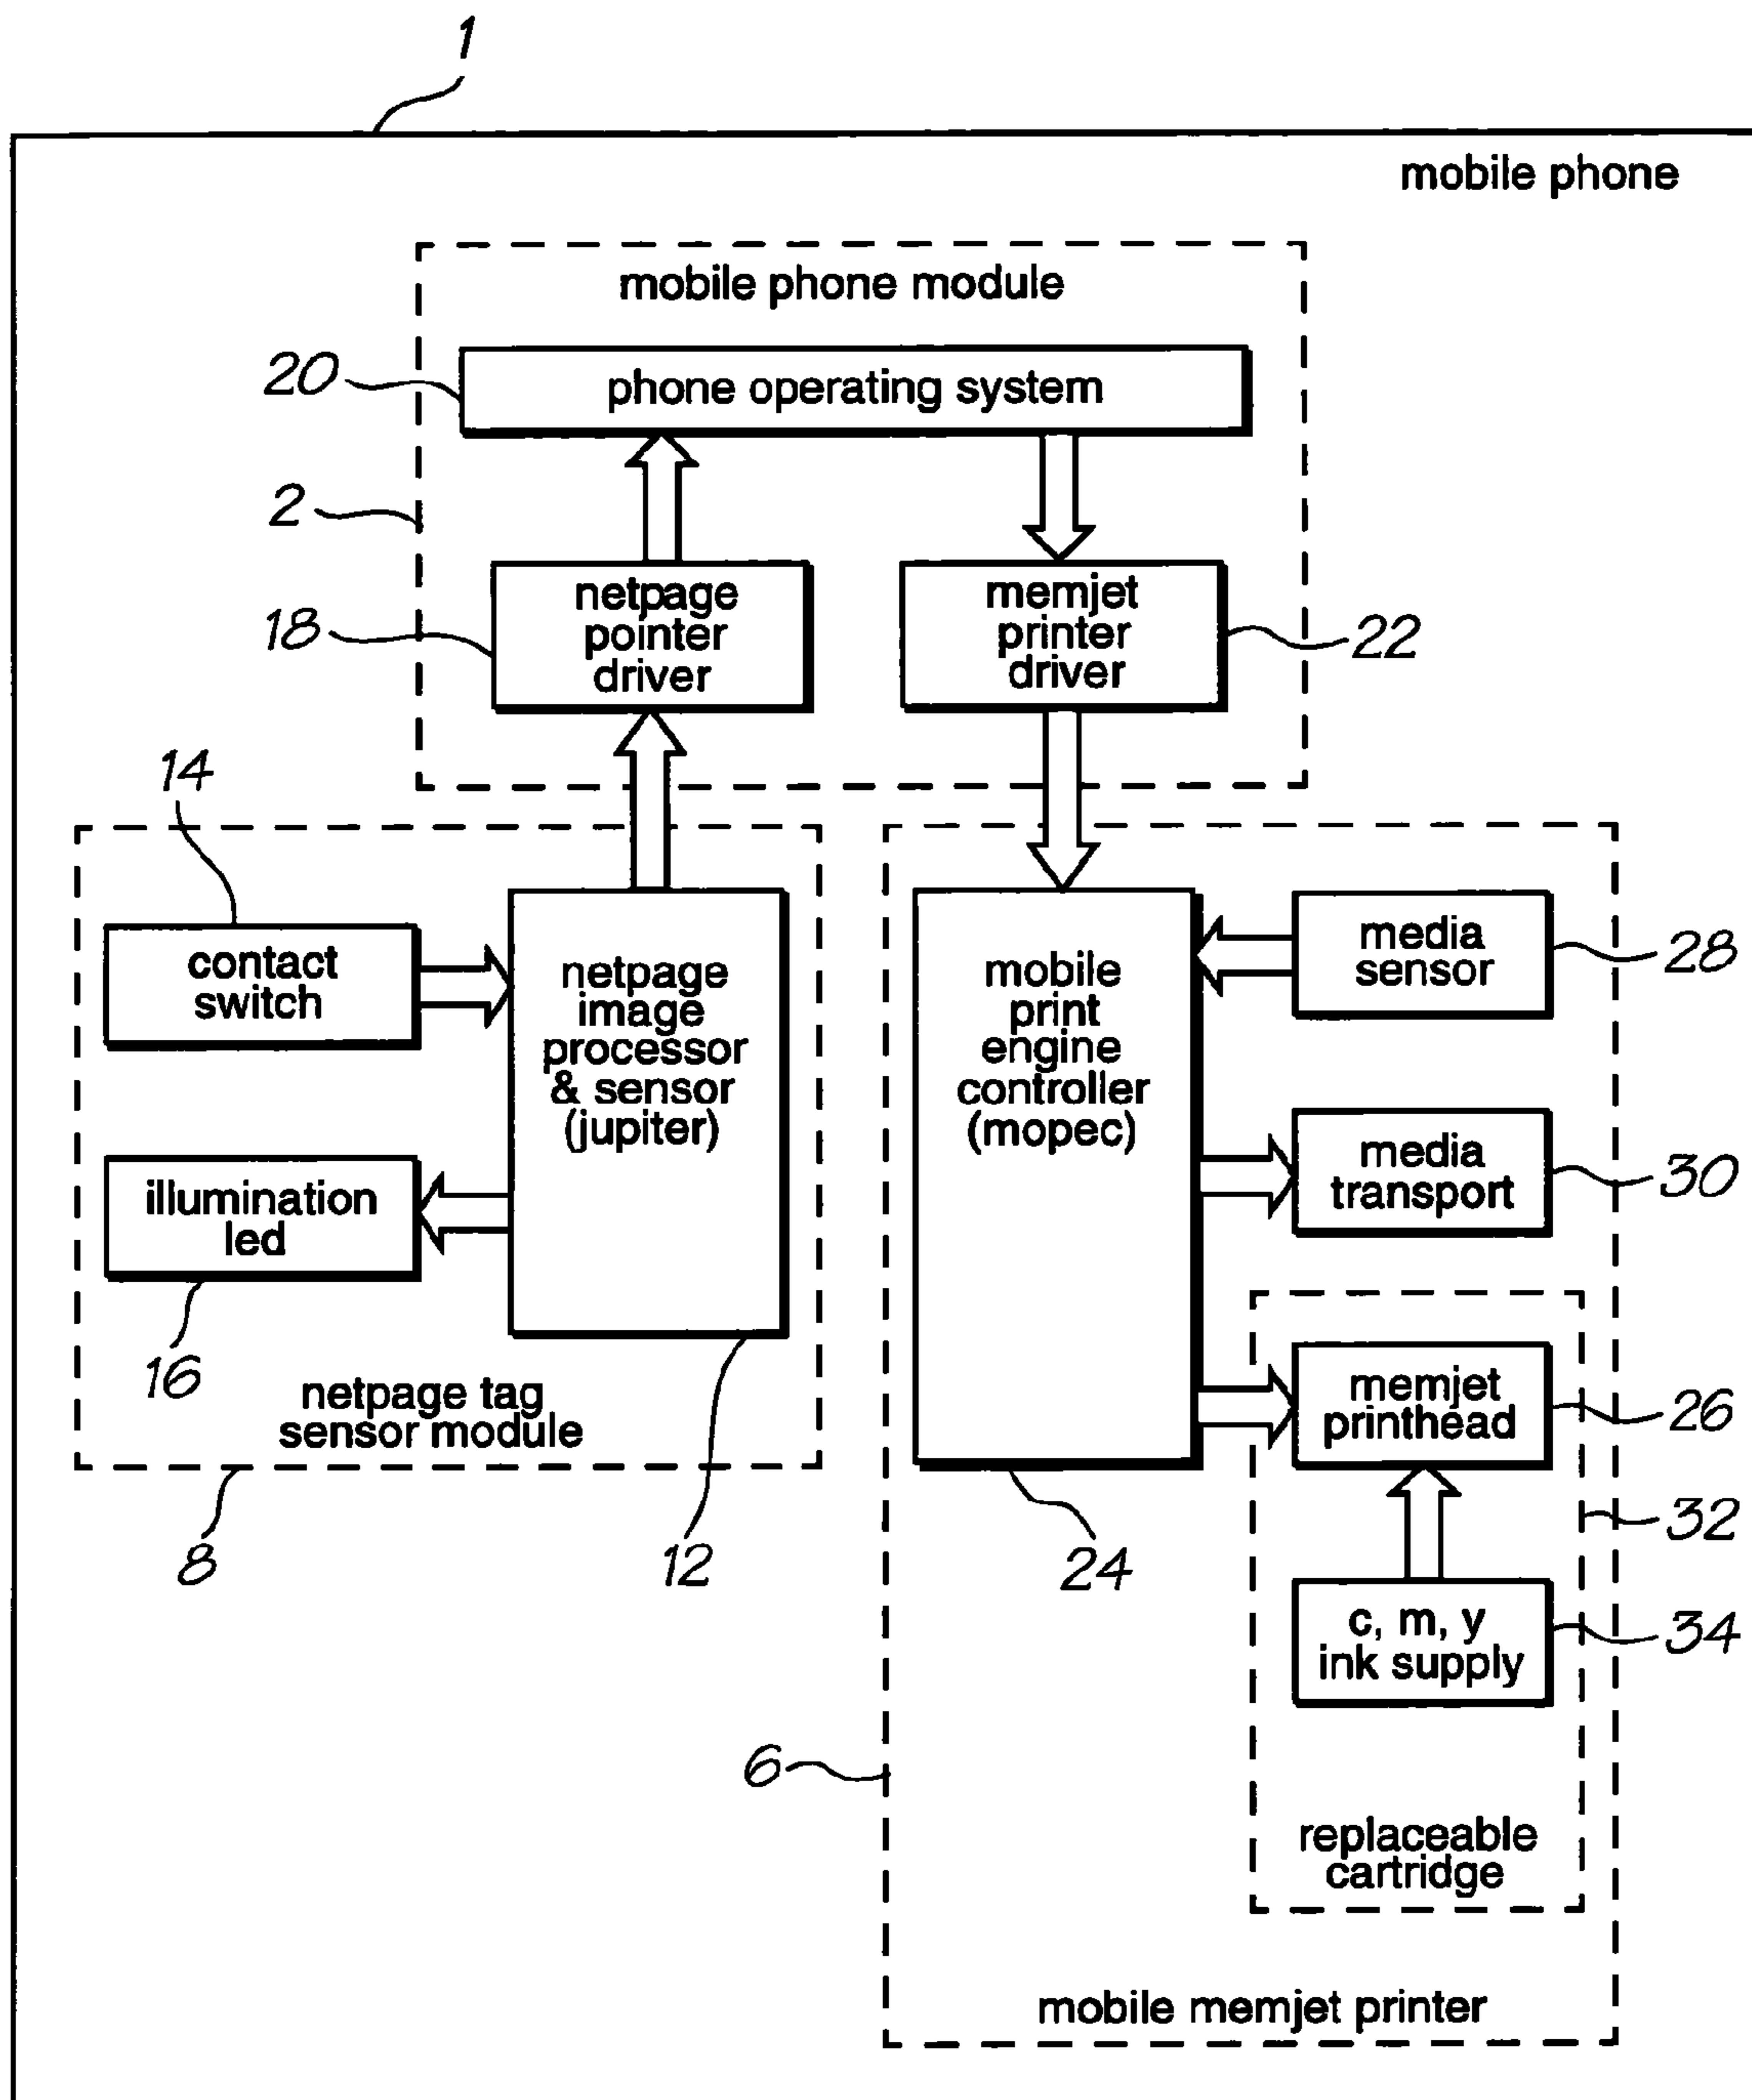 1
mobile phone
mobile phone module
20
phone operating system
2
netpage
pointer
driver
18
memjet
printer
driver
22
14
contact
switch
netpage
image
processor
& sensor
(jupiter)
illumination
led
16
netpage tag
sensor module
8
12
mobile
print
engine
controller
(mopec)
media
sensor
28
media
transport
30
memjet
printhead
26
32
24
c, m, y
ink supply
34
6
replaceable
cartridge
mobile memjet printer